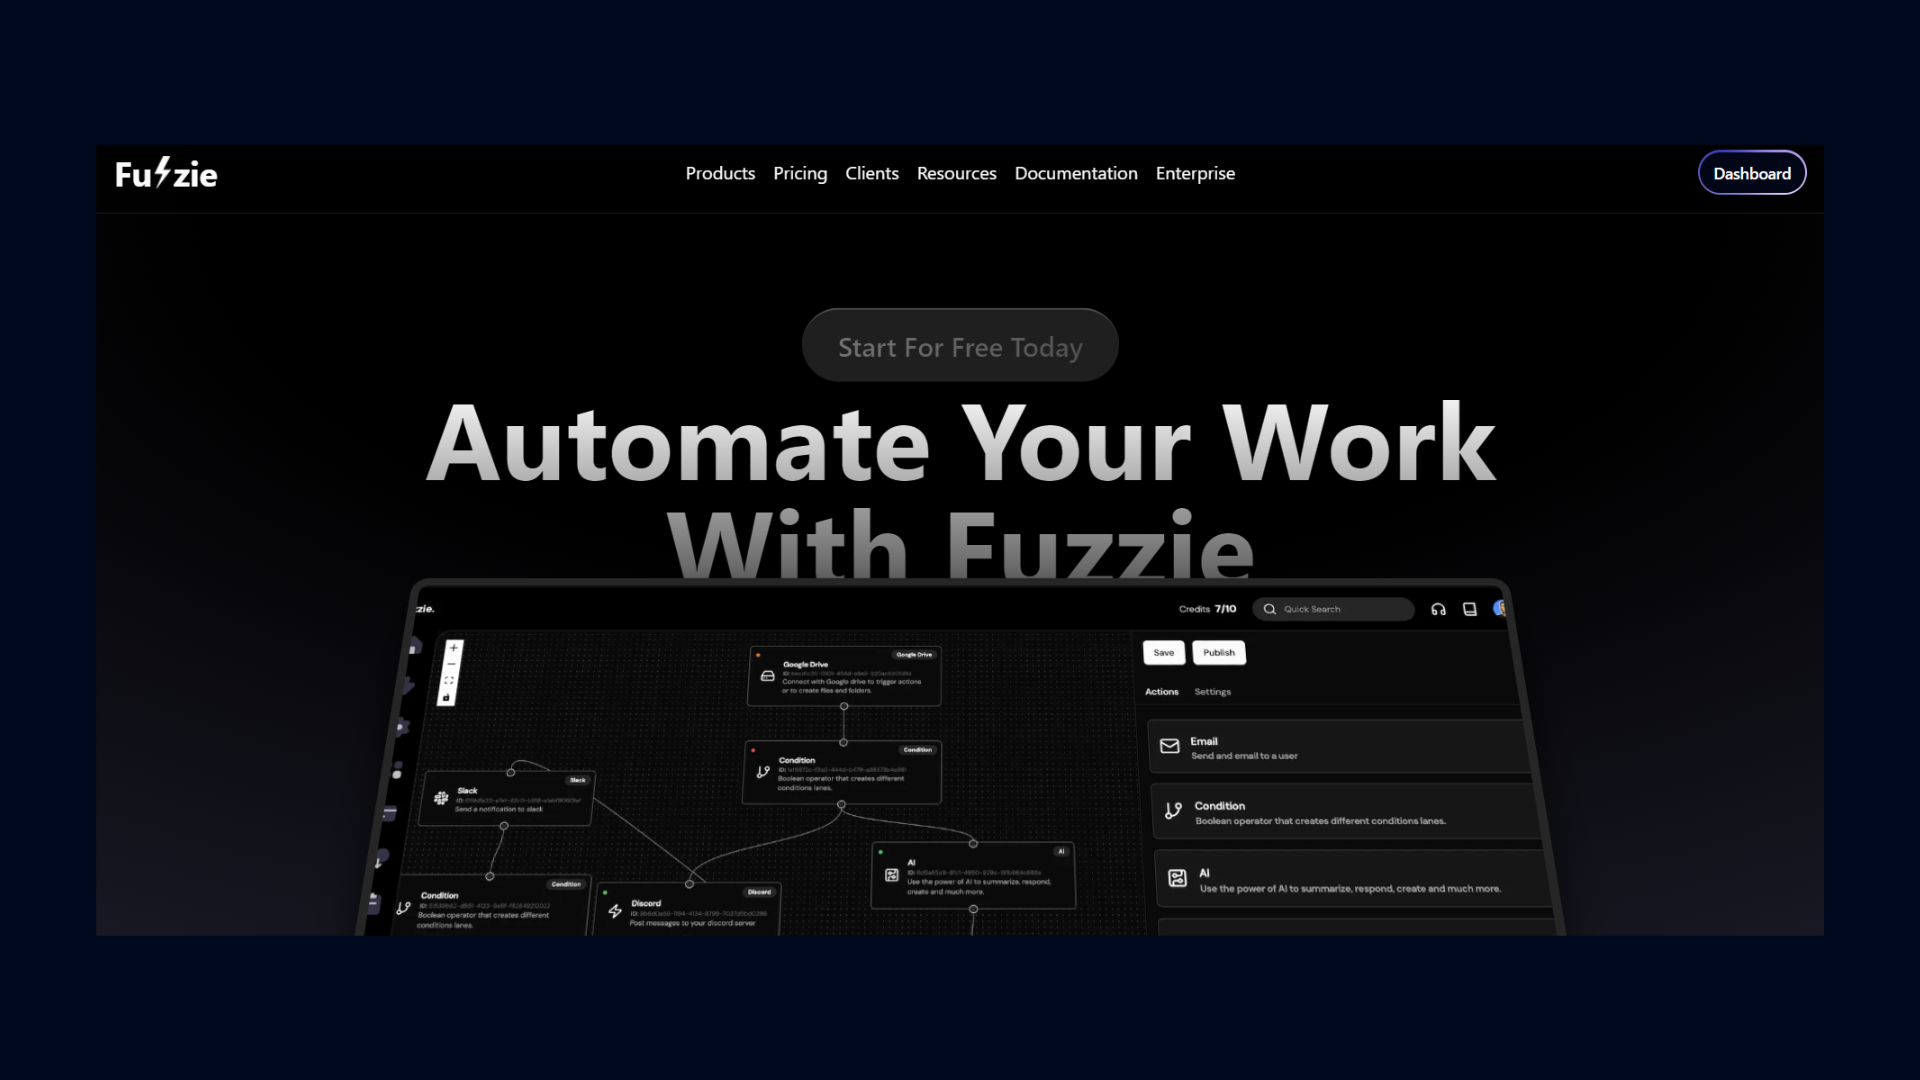 Fuzzie
Products Pricing Clients Resources Documentation Enterprise
Dashboard
Start For Free Today
Automate Your Work
With Fuzzie
zie.
Credits 7/10
Quick Search
Save
Publish
Actions
Settings
Google Drive
Google Drive
Connect with Google drive to trigger actions
or to create files and folders.
Condition
Condition
Boolean operator that creates different
conditions lanes.
Slack
Slack
Send a notification to slack
Condition
Condition
Boolean operator that creates different
conditions lanes.
Discord
Discord
Post messages to your discord server
AI
AI
Use the power of AI to summarize, respond,
create and much more.
Email
Send and email to a user
Condition
Boolean operator that creates different conditions lanes.
AI
Use the power of AI to summarize, respond, create and much more.